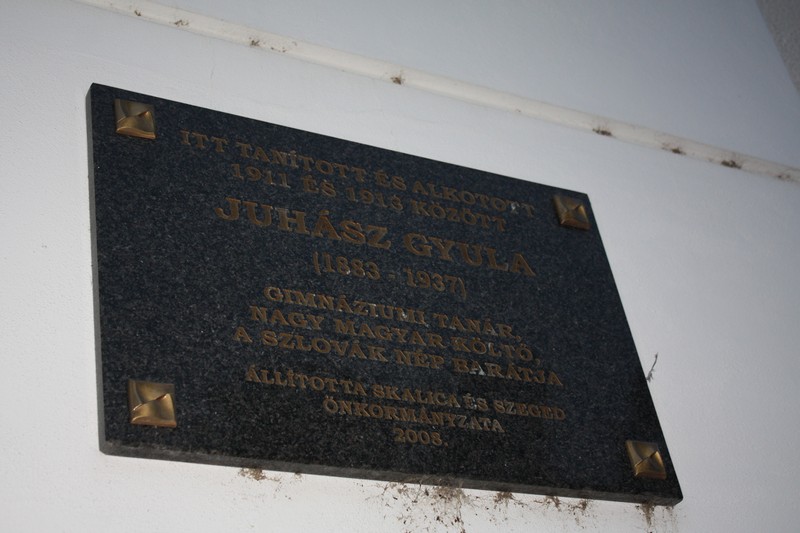 ITT TANÍTOTT ÉS ALKOTOTT
1911 ÉS 1913 KÖZÖTT
JUHÁSZ GYULA
(1883 - 1937)
GIMNÁZIUMI TANÁR,
NAGY MAGYAR KÖLTŐ,
A SZLOVÁK NÉP BARÁTJA
ÁLLÍTOTTA SKALICA ÉS SZEGED
ÖNKORMÁNYZATA
2008.